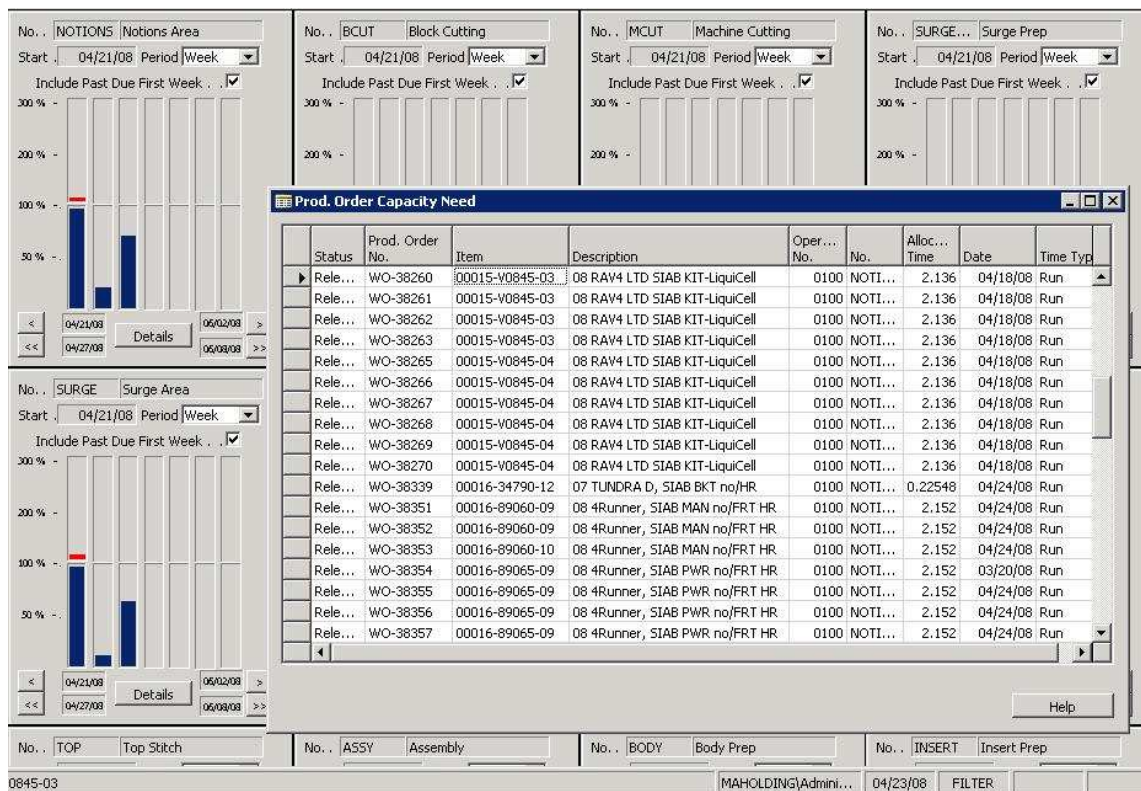 No. . NOTIONS Notions Area
Start . 04/21/08 Period Week
Include Past Due First Week . .
300 % -
200 % -
100 % -.
50 % -.
< 04/21/08 Details 06/02/08 >
<< 04/27/08 06/08/08 >>
No. . BCUT Block Cutting
Start . 04/21/08 Period Week
Include Past Due First Week . .
300 % -
200 % -
No. . MCUT Machine Cutting
Start . 04/21/08 Period Week
Include Past Due First Week . .
300 % -
200 % -
No. . SURGE... Surge Prep
Start . 04/21/08 Period Week
Include Past Due First Week . .
300 % -
200 % -
Prod. Order Capacity Need
Status Prod. Order No. Item Description Oper... No. No. Alloc... Time Date Time Typ
Rele... WO-38260 00015-V0845-03 08 RAV4 LTD SIAB KIT-LiquiCell 0100 NOTI... 2.136 04/18/08 Run
Rele... WO-38261 00015-V0845-03 08 RAV4 LTD SIAB KIT-LiquiCell 0100 NOTI... 2.136 04/18/08 Run
Rele... WO-38262 00015-V0845-03 08 RAV4 LTD SIAB KIT-LiquiCell 0100 NOTI... 2.136 04/18/08 Run
Rele... WO-38263 00015-V0845-03 08 RAV4 LTD SIAB KIT-LiquiCell 0100 NOTI... 2.136 04/18/08 Run
Rele... WO-38265 00015-V0845-04 08 RAV4 LTD SIAB KIT-LiquiCell 0100 NOTI... 2.136 04/18/08 Run
Rele... WO-38266 00015-V0845-04 08 RAV4 LTD SIAB KIT-LiquiCell 0100 NOTI... 2.136 04/18/08 Run
Rele... WO-38267 00015-V0845-04 08 RAV4 LTD SIAB KIT-LiquiCell 0100 NOTI... 2.136 04/18/08 Run
Rele... WO-38268 00015-V0845-04 08 RAV4 LTD SIAB KIT-LiquiCell 0100 NOTI... 2.136 04/18/08 Run
Rele... WO-38269 00015-V0845-04 08 RAV4 LTD SIAB KIT-LiquiCell 0100 NOTI... 2.136 04/18/08 Run
Rele... WO-38270 00015-V0845-04 08 RAV4 LTD SIAB KIT-LiquiCell 0100 NOTI... 2.136 04/18/08 Run
Rele... WO-38339 00016-34790-12 07 TUNDRA D, SIAB BKT no/HR 0100 NOTI... 0.22548 04/24/08 Run
Rele... WO-38351 00016-89060-09 08 4Runner, SIAB MAN no/FRT HR 0100 NOTI... 2.152 04/24/08 Run
Rele... WO-38352 00016-89060-09 08 4Runner, SIAB MAN no/FRT HR 0100 NOTI... 2.152 04/24/08 Run
Rele... WO-38353 00016-89060-10 08 4Runner, SIAB MAN no/FRT HR 0100 NOTI... 2.152 04/24/08 Run
Rele... WO-38354 00016-89065-09 08 4Runner, SIAB PWR no/FRT HR 0100 NOTI... 2.152 03/20/08 Run
Rele... WO-38355 00016-89065-09 08 4Runner, SIAB PWR no/FRT HR 0100 NOTI... 2.152 04/24/08 Run
Rele... WO-38356 00016-89065-09 08 4Runner, SIAB PWR no/FRT HR 0100 NOTI... 2.152 04/24/08 Run
Rele... WO-38357 00016-89065-09 08 4Runner, SIAB PWR no/FRT HR 0100 NOTI... 2.152 04/24/08 Run
Help
No. . SURGE Surge Area
Start . 04/21/08 Period Week
Include Past Due First Week . .
300 % -
200 % -
100 % -.
50 % -.
< 04/21/08 Details 06/02/08 >
<< 04/27/08 06/08/08 >>
No. . TOP Top Stitch
No. . ASSY Assembly
No. . BODY Body Prep
No. . INSERT Insert Prep
0845-03 MAHOLDING\Admini... 04/23/08 FILTER